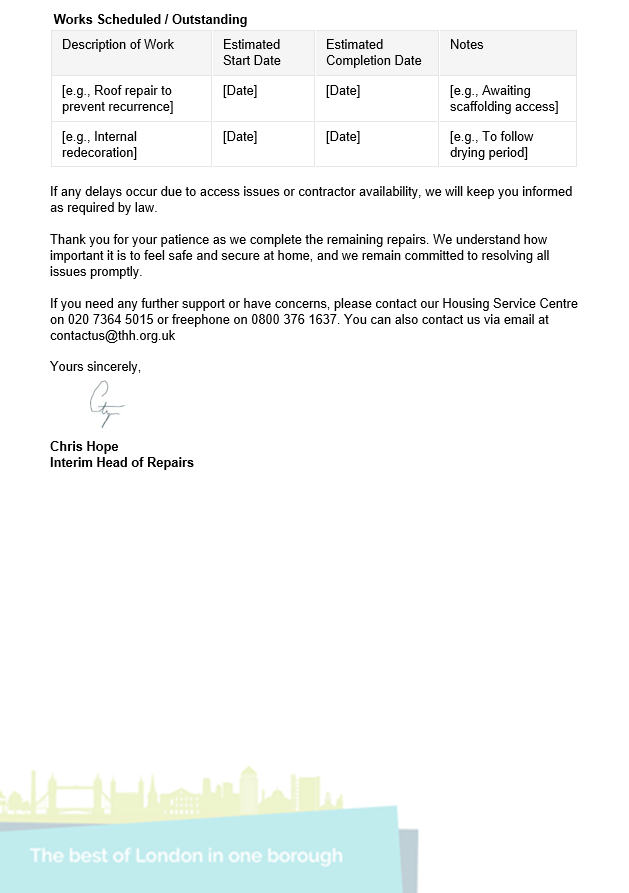 Works Scheduled / Outstanding
Description of Work
Estimated
Start Date
Estimated
Completion Date
Notes
[e.g., Roof repair to
prevent recurrence]
[Date]
[Date]
[e.g., Awaiting
scaffolding access]
[e.g., Internal
redecoration]
[Date]
[Date]
[e.g., To follow
drying period]
If any delays occur due to access issues or contractor availability, we will keep you informed
as required by law.
Thank you for your patience as we complete the remaining repairs. We understand how
important it is to feel safe and secure at home, and we remain committed to resolving all
issues promptly.
If you need any further support or have concerns, please contact our Housing Service Centre
on 020 7364 5015 or freephone on 0800 376 1637. You can also contact us via email at
contactus@thh.org.uk
Yours sincerely,
Chris Hope
Interim Head of Repairs
The best of London in one borough